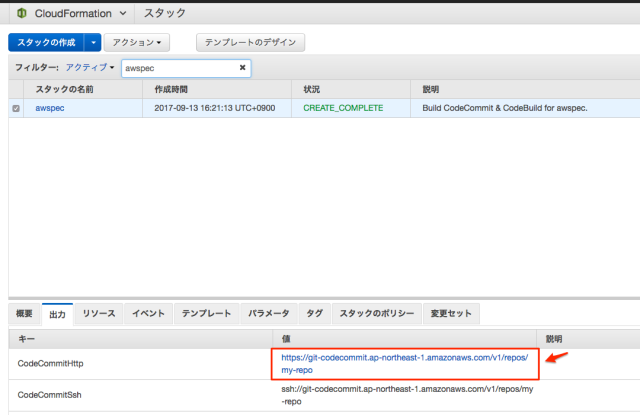 CloudFormation スタック
スタックの作成 アクション テンプレートのデザイン
フィルター: アクティブ awspec
スタックの名前 作成時間 状況 説明
awspec 2017-09-13 16:21:13 UTC+0900 CREATE_COMPLETE Build CodeCommit & CodeBuild for awspec.
概要 出力 リソース イベント テンプレート パラメータ タグ スタックのポリシー 変更セット
キー 値 説明
CodeCommitHttp https://git-codecommit.ap-northeast-1.amazonaws.com/v1/repos/
my-repo
CodeCommitSsh ssh://git-codecommit.ap-northeast-1.amazonaws.com/v1/repos/my
-repo